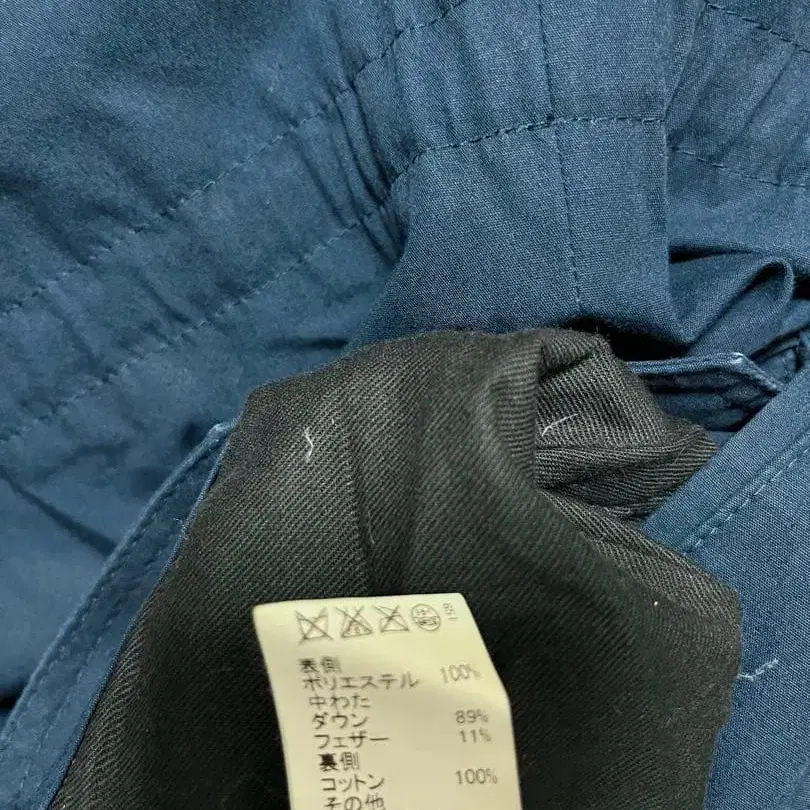 表側
ポリエステル 100%
中わた
ダウン 89%
フェザー 11%
裏側
コットン 100%
その他